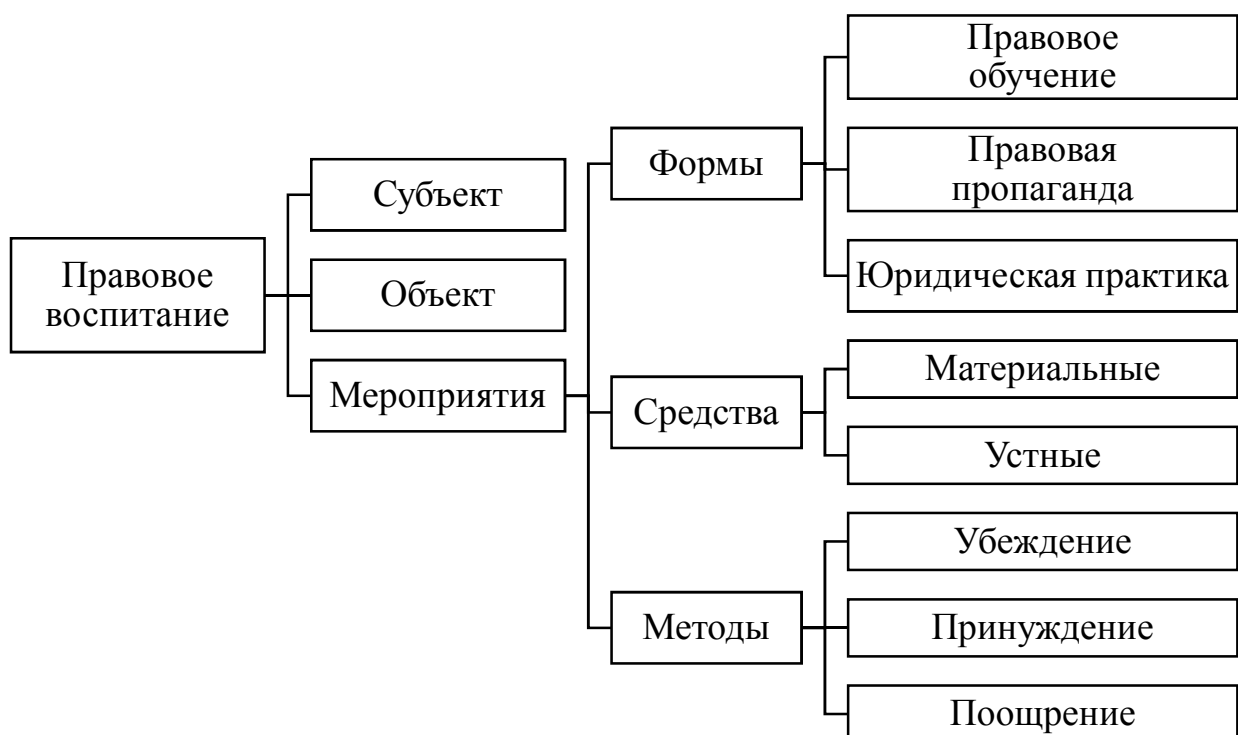 Правовое
воспитание
Субъект
Объект
Мероприятия
Формы
Средства
Методы
Правовое
обучение
Правовая
пропаганда
Юридическая практика
Материальные
Устные
Убеждение
Принуждение
Поощрение